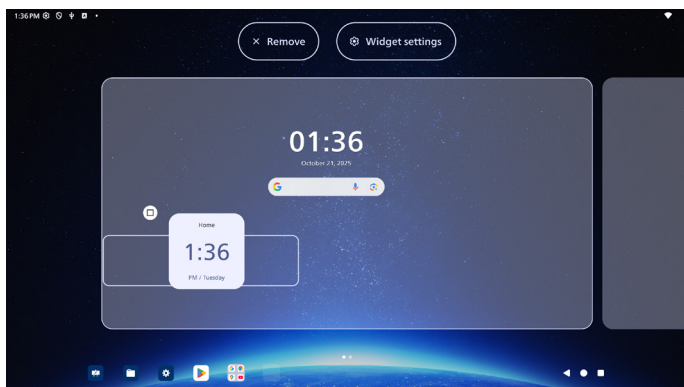 1:36 PM
× Remove
Widget settings
01:36
October 21, 2025
Home
1:36
PM / Tuesday